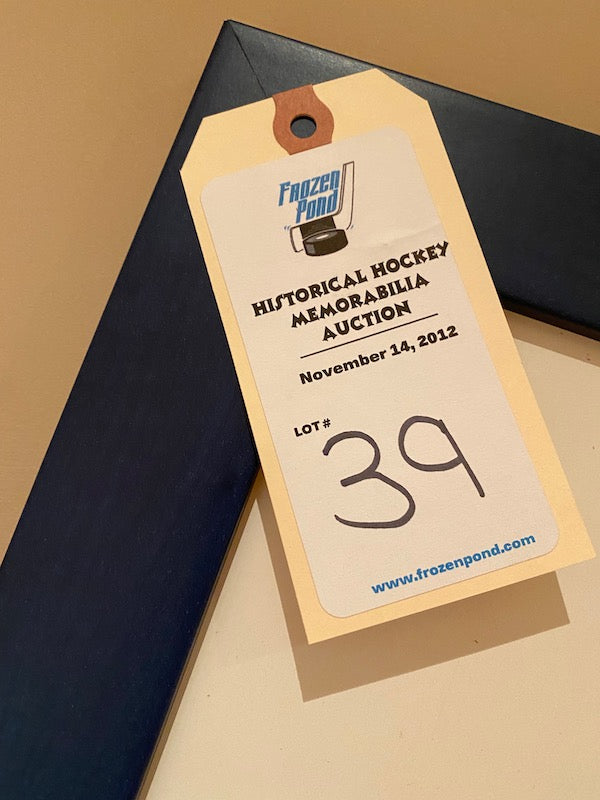 FROZEN
POND
HISTORICAL HOCKEY
MEMORABILIA
AUCTION
November 14, 2012
LOT#
39
www.frozenpond.com